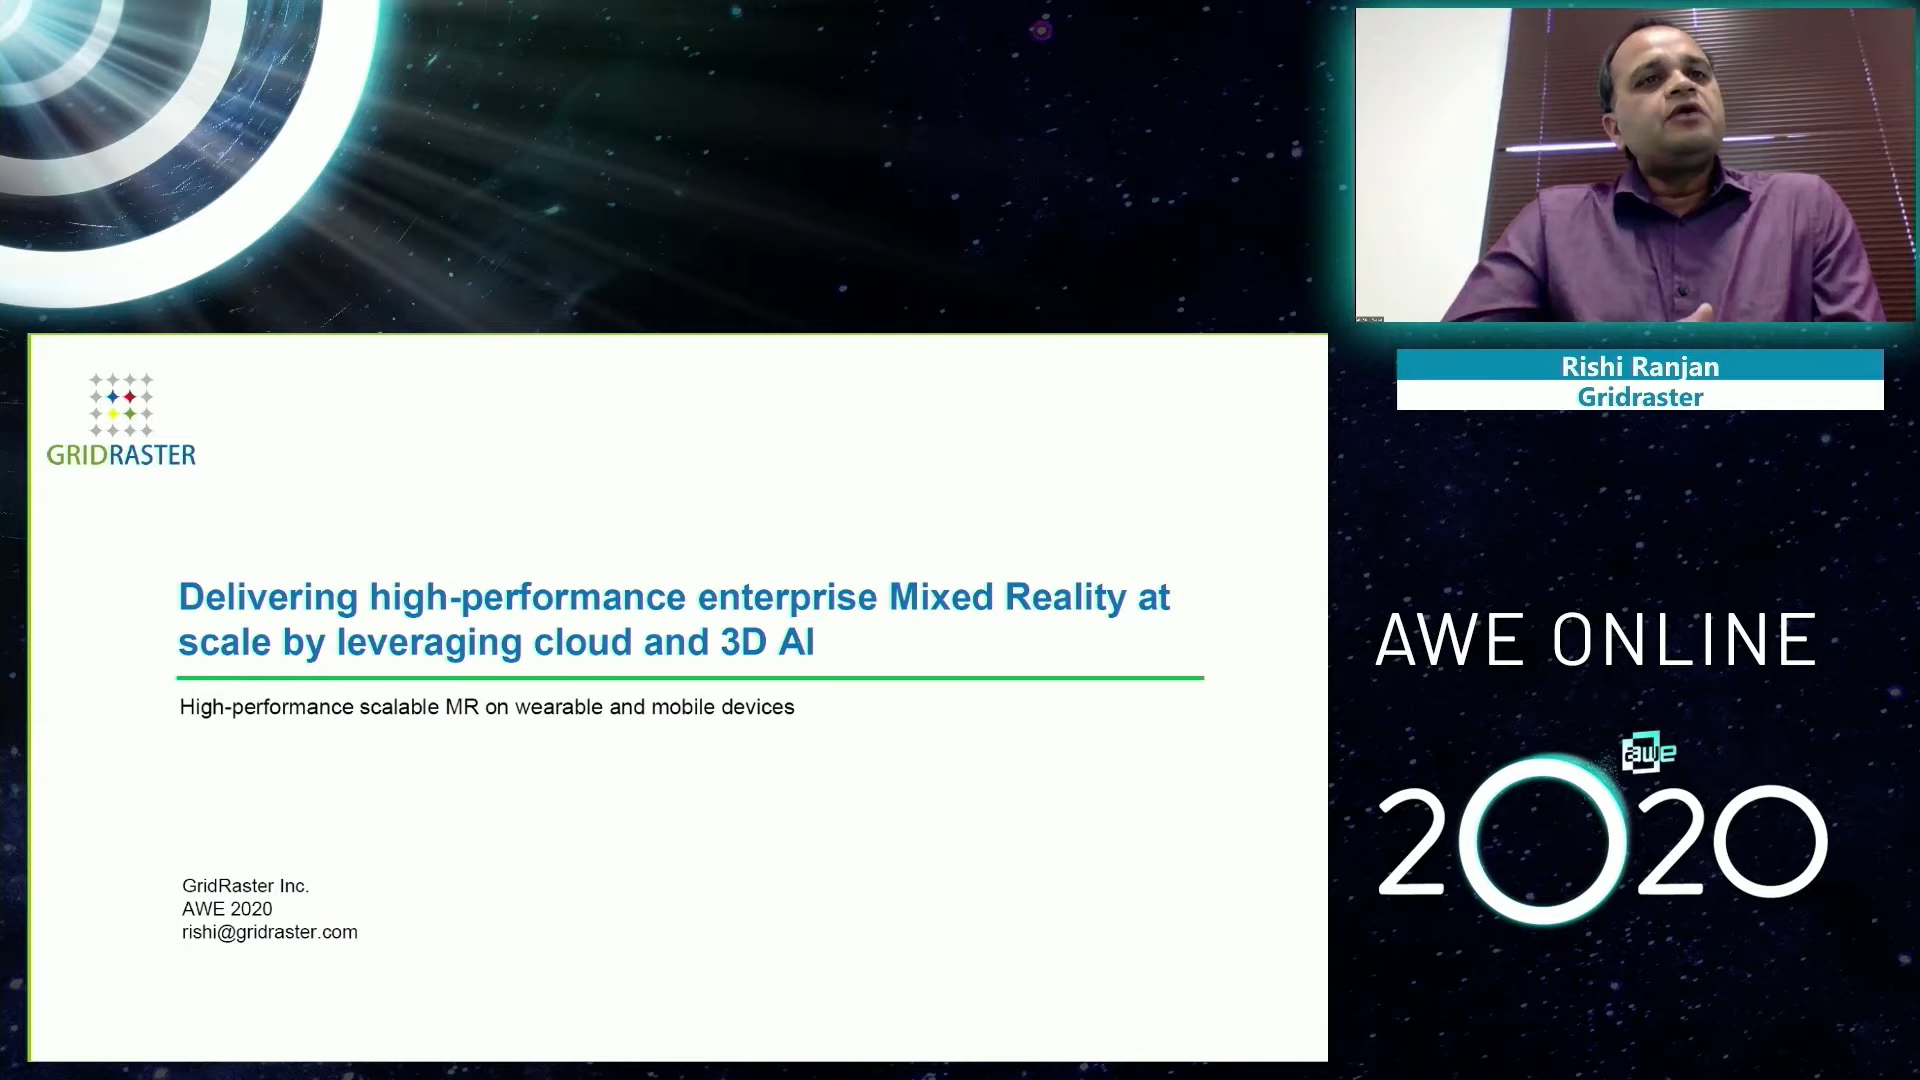 Rishi Ranjan
Gridraster
GRIDRASTER
Delivering high-performance enterprise Mixed Reality at
scale by leveraging cloud and 3D AI
High-performance scalable MR on wearable and mobile devices
GridRaster Inc.
AWE 2020
rishi@gridraster.com
AWE ONLINE
awe
2020